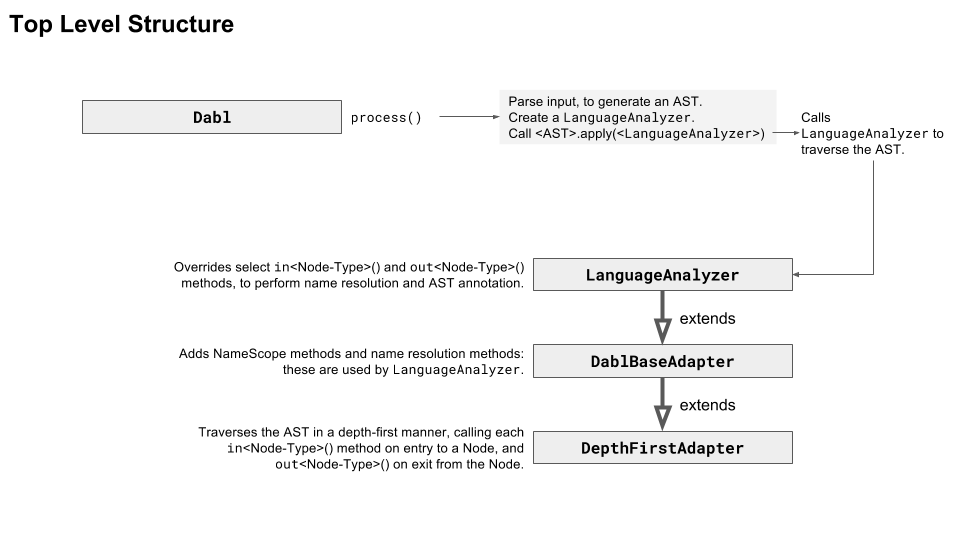 Top Level Structure
Dabl
process()
Parse input, to generate an AST.
Create a LanguageAnalyzer.
Call <AST>.apply(<LanguageAnalyzer>)
Calls
LanguageAnalyzer to
traverse the AST.
Overrides select in<Node-Type>() and out<Node-Type>()
methods, to perform name resolution and AST annotation.
LanguageAnalyzer
extends
Adds NameScope methods and name resolution methods:
these are used by LanguageAnalyzer.
DablBaseAdapter
extends
Traverses the AST in a depth-first manner, calling each
in<Node-Type>() method on entry to a Node, and
out<Node-Type>() on exit from the Node.
DepthFirstAdapter